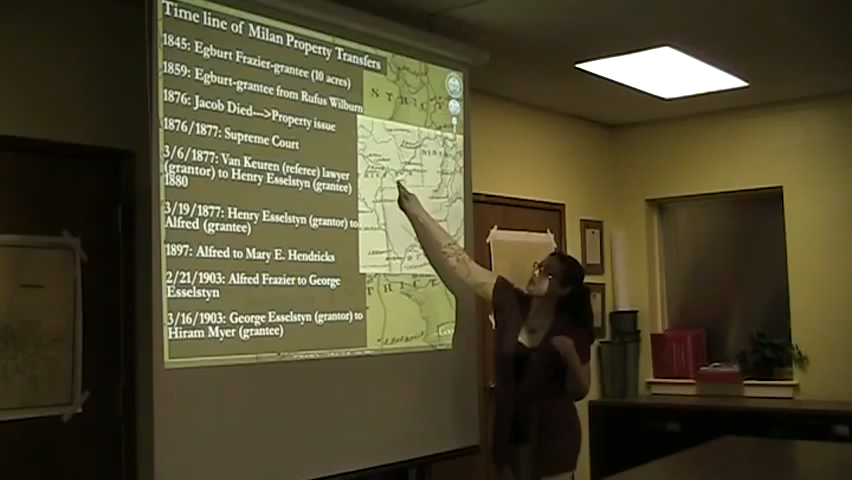 Time line of Milan Property Transfers
1845: Egburt Frazier-grantee (10 acres)
1859: Egburt-grantee from Rufus Wilburn
1876: Jacob Died--->Property issue
1876/1877: Supreme Court
3/6/1877: Van Keuren (referee) lawyer
(grantor) to Henry Esselstyn (grantee)
1880
3/19/1877: Henry Esselstyn (grantor) to
Alfred (grantee)
1897: Alfred to Mary E. Hendricks
2/21/1903: Alfred Frazier to George
Esselstyn
3/16/1903: George Esselstyn (grantor) to
Hiram Myer (grantee)
STRICT
TRICT
Goo